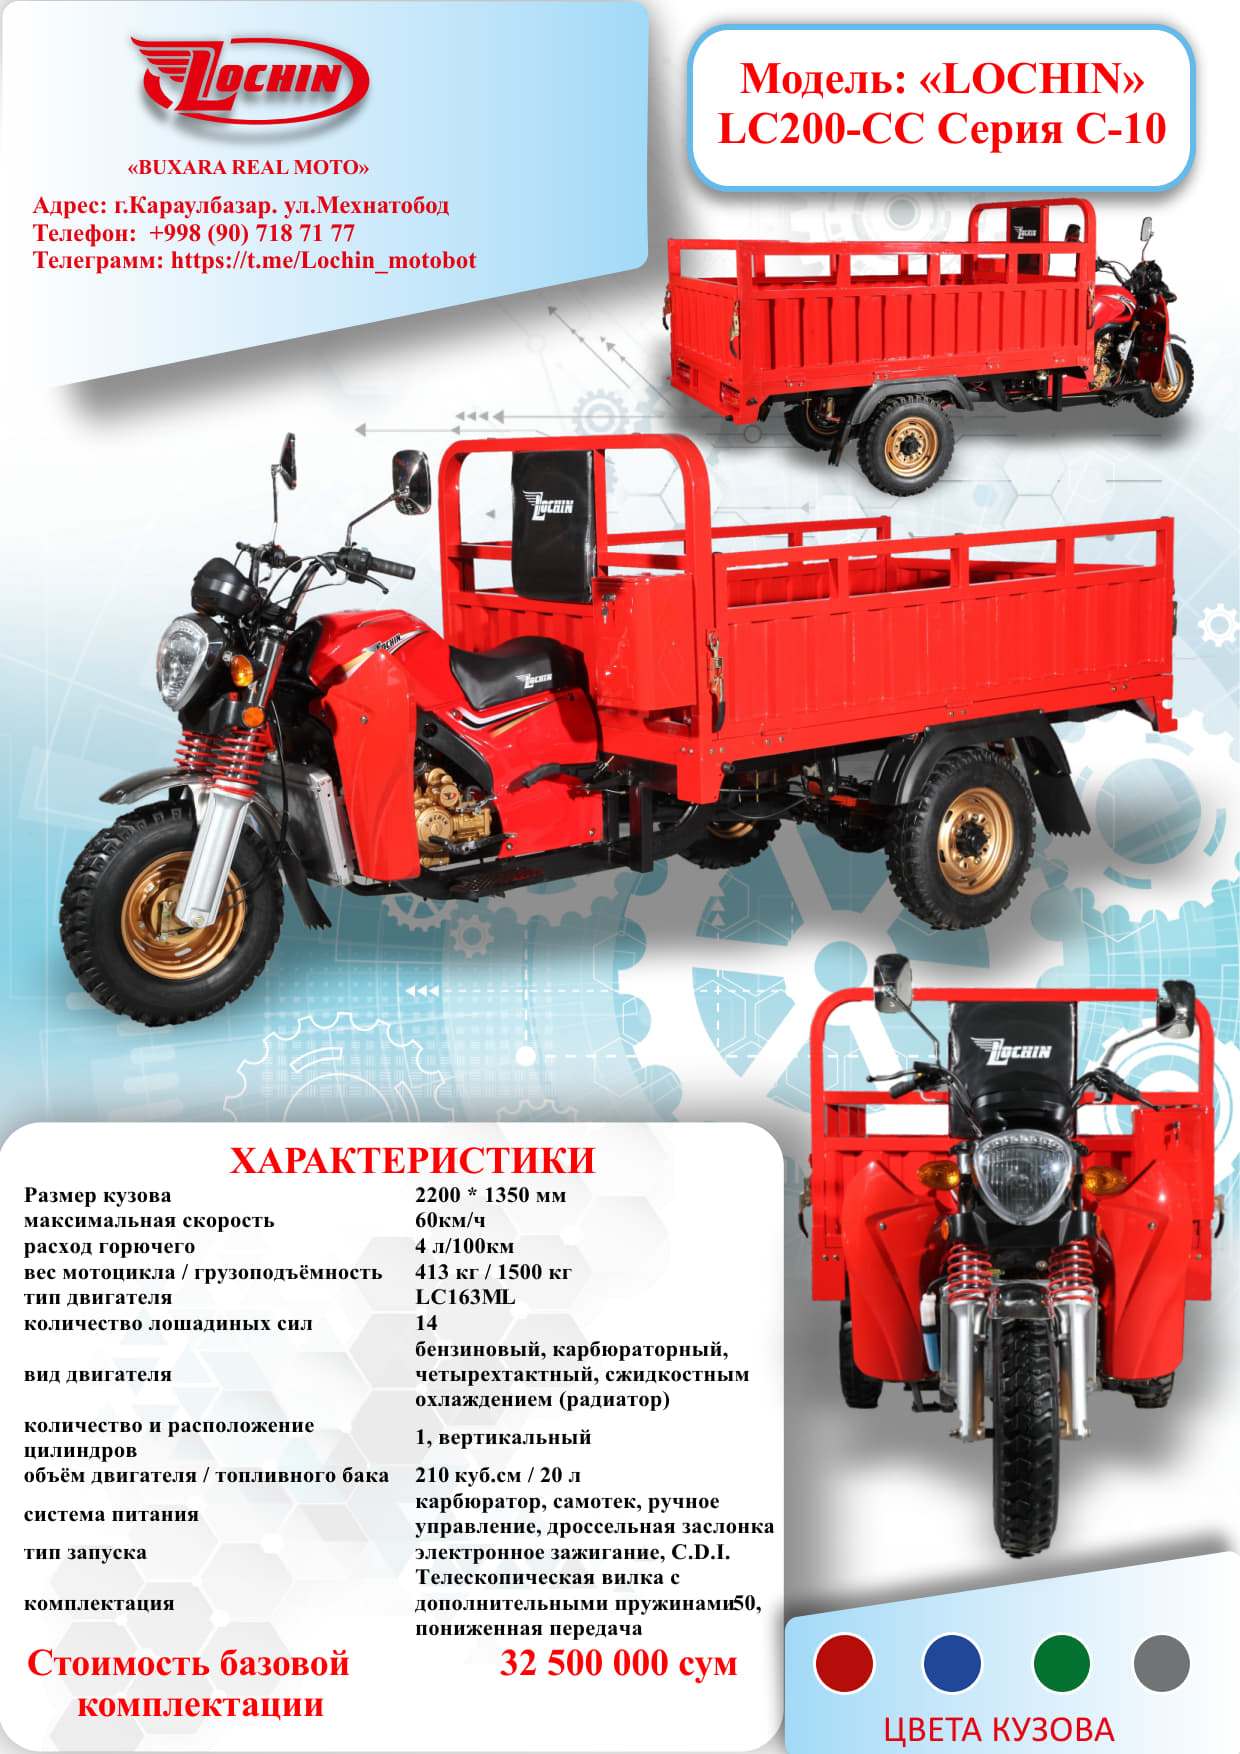 LOCHIN
«BUXARA REAL MOTO»
Адрес: г.Караулбазар. ул.Мехнатобод
Телефон: +998 (90) 718 71 77
Телеграмм: https://t.me/Lochin_motobot
Модель: «LOCHIN»
LC200-CC Серия C-10
LOCHIN
LOCHIN
LOCHIN
LOCHIN
LOCHIN
ХАРАКТЕРИСТИКИ
Размер кузова 2200 * 1350 мм
максимальная скорость 60км/ч
расход горючего 4 л/100км
вес мотоцикла / грузоподъёмность 413 кг / 1500 кг
тип двигателя LC163ML
количество лошадиных сил 14
бензиновый, карбюраторный,
вид двигателя четырехтактный, сжидкостным
охлаждением (радиатор)
количество и расположение
цилиндров 1, вертикальный
объём двигателя / топливного бака 210 куб.см / 20 л
карбюратор, самотек, ручное
система питания управление, дроссельная заслонка
тип запуска электронное зажигание, C.D.I.
Телескопическая вилка с
комплектация дополнительными пружинами50,
пониженная передача
Стоимость базовой 32 500 000 сум
комплектации
ЦВЕТА КУЗОВА